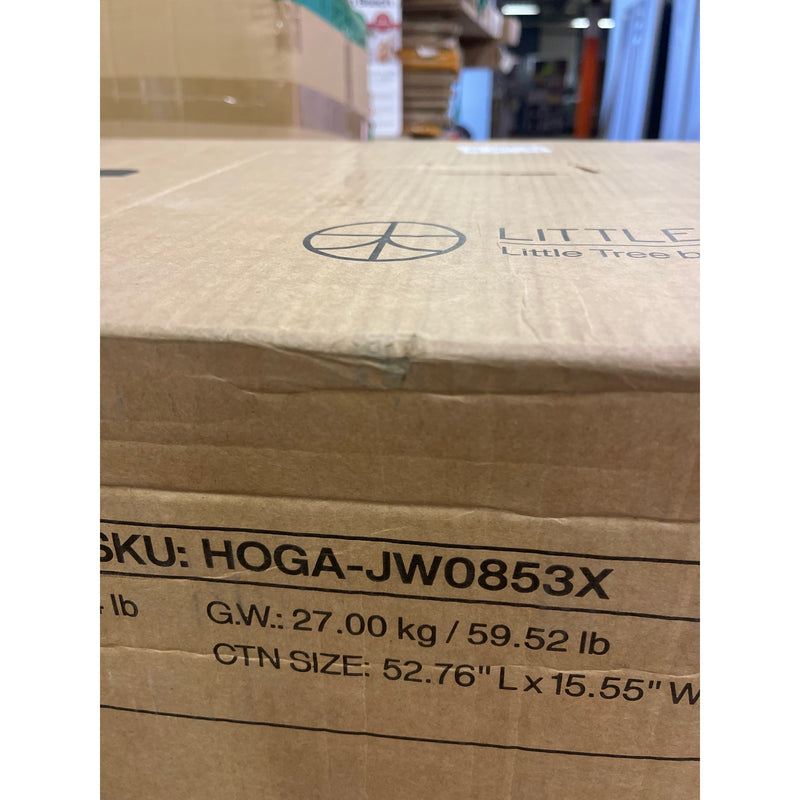 LITTLE
Little Tree b
SKU: HOGA-JW0853X
lb
G.W.: 27.00 kg / 59.52 lb
CTN SIZE: 52.76" L x 15.55" W